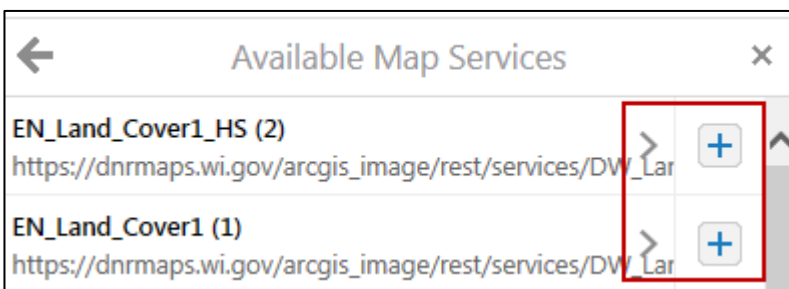 Available Map Services
EN_Land_Cover1_HS (2)
https://dnrmaps.wi.gov/arcgis_image/rest/services/DW_Lar
EN_Land_Cover1 (1)
https://dnrmaps.wi.gov/arcgis_image/rest/services/DW_Lar